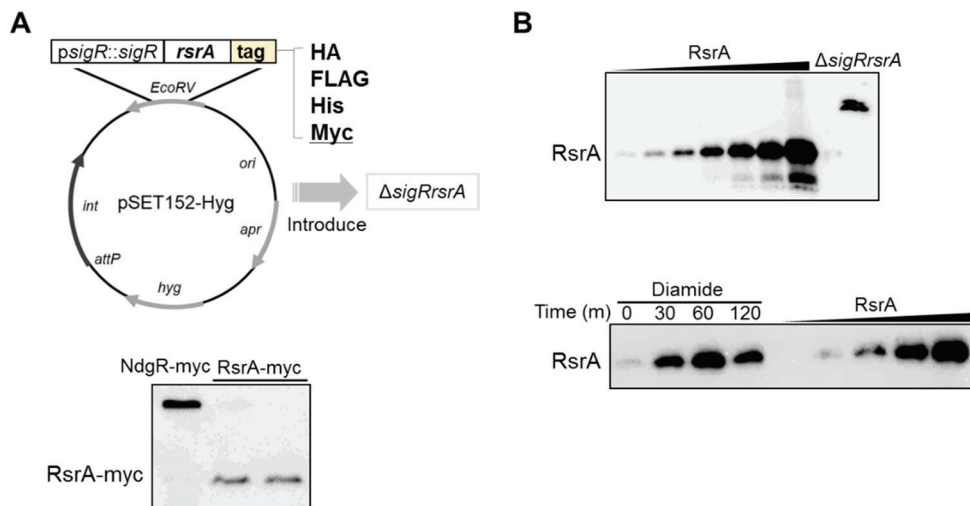 A
psigR::sigR rsrA tag
HA
FLAG
His
Myc
EcoRV
ori
int
pSET152-Hyg
apr
attP
hyg
Introduce
ΔsigRrsrA
NdgR-myc RsrA-myc
RsrA-myc
B
RsrA ΔsigRrsrA
RsrA
Diamide
Time (m) 0 30 60 120 RsrA
RsrA